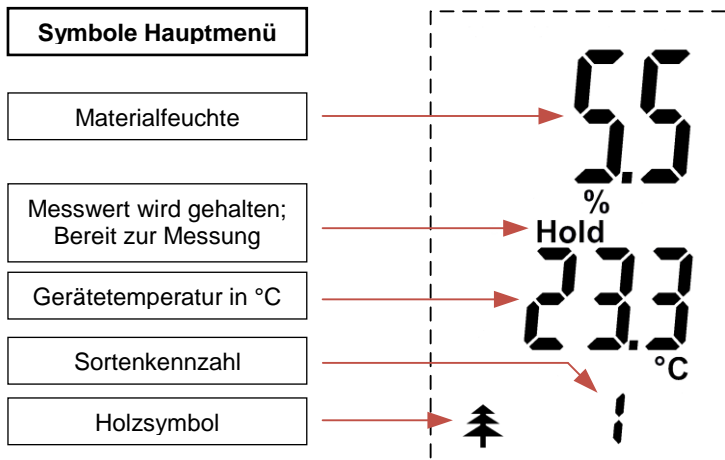 Symbole Hauptmenü
Materialfeuchte
5.5
%
Messwert wird gehalten;
Bereit zur Messung
Hold
Gerätetemperatur in °C
23.3
°C
Sortenkennzahl
1
Holzsymbol